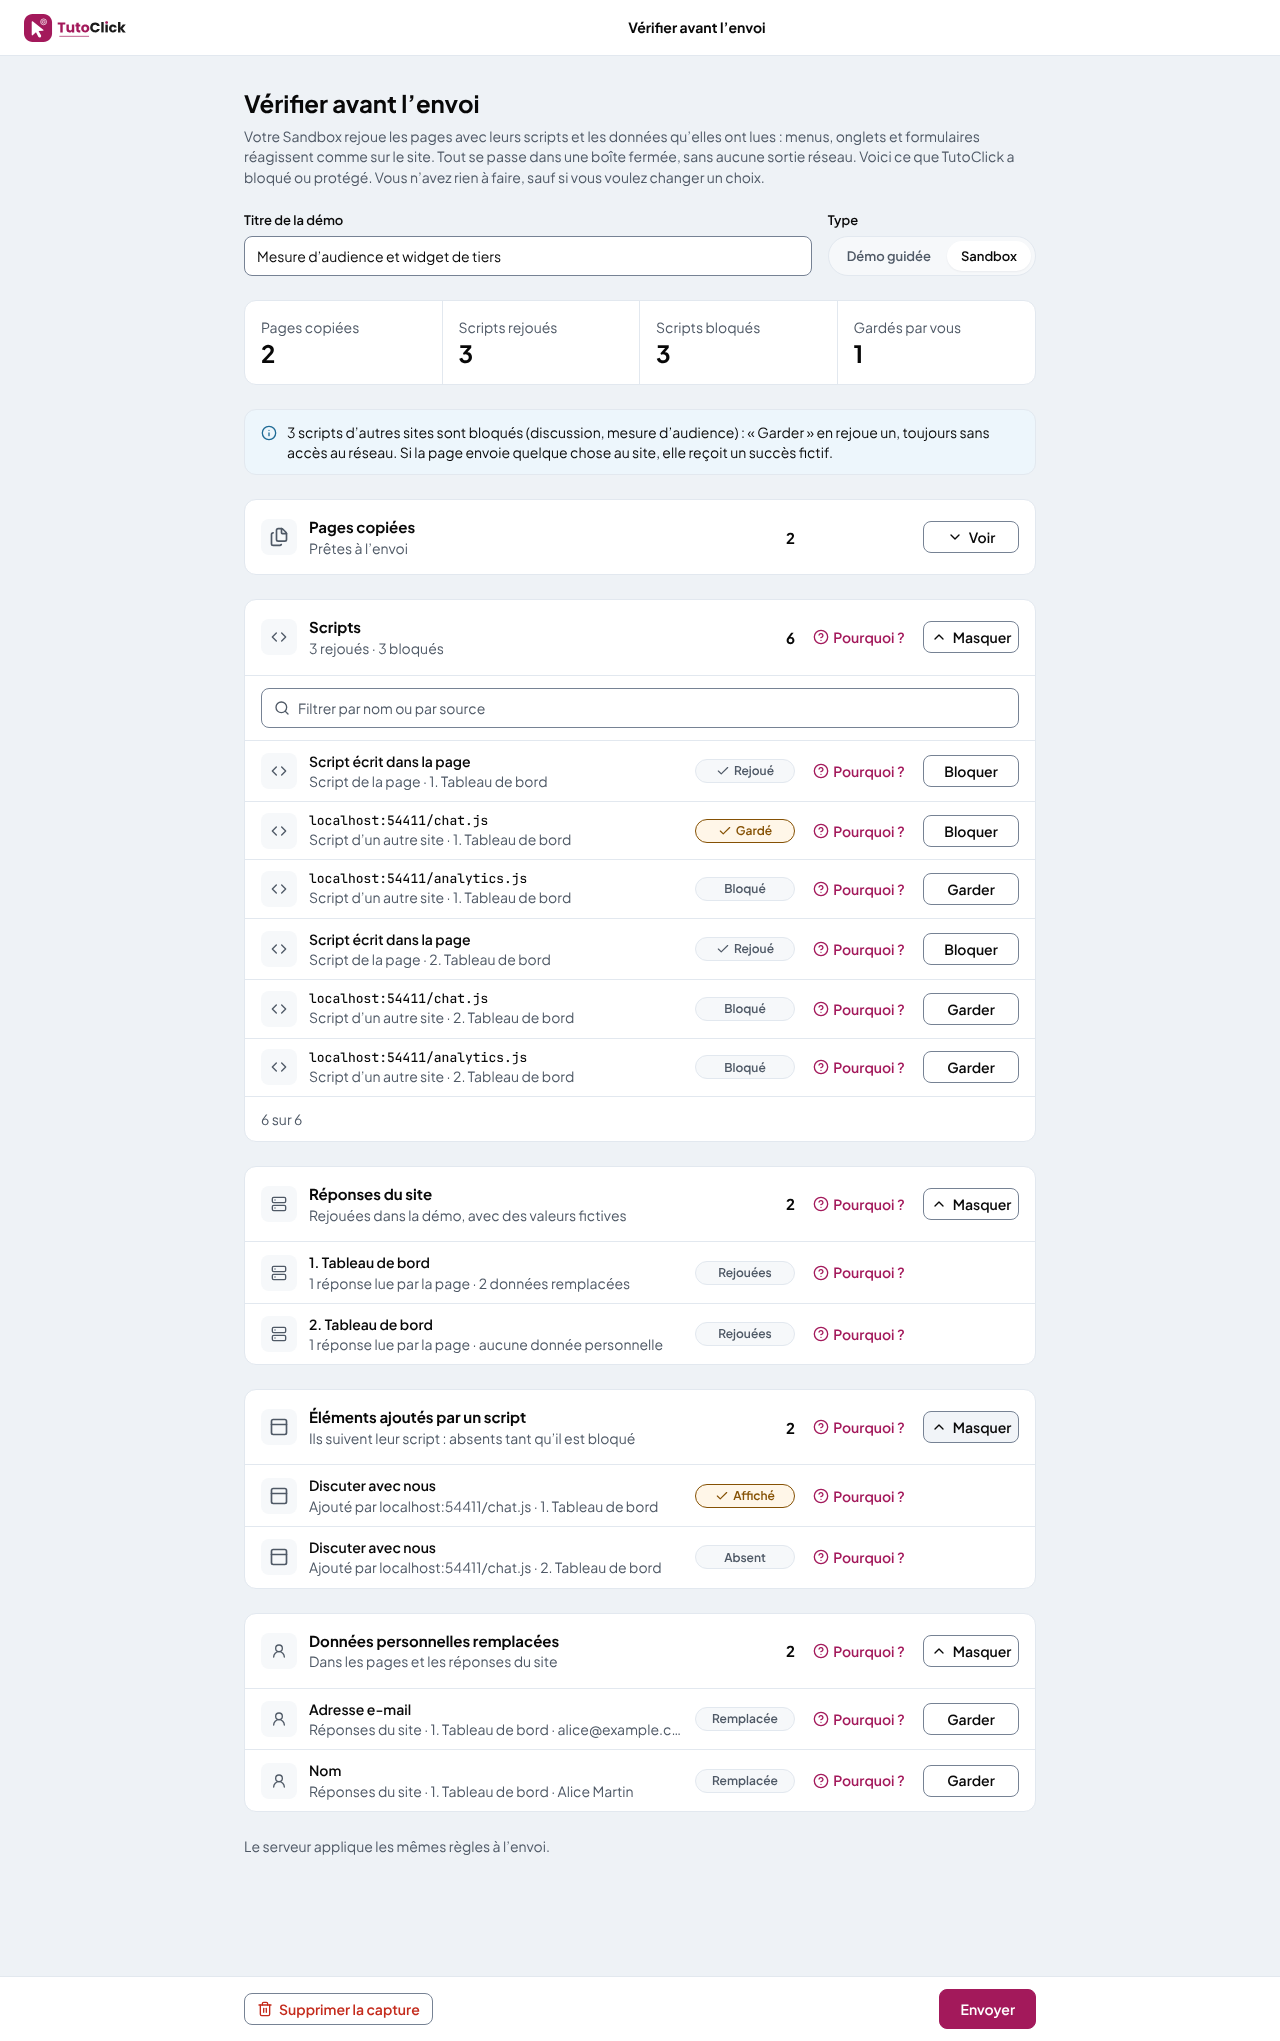 TutoClick
Vérifier avant l’envoi
Vérifier avant l’envoi
Votre Sandbox rejoue les pages avec leurs scripts et les données qu’elles ont lues : menus, onglets et formulaires
réagissent comme sur le site. Tout se passe dans une boîte fermée, sans aucune sortie réseau. Voici ce que TutoClick a
bloqué ou protégé. Vous n’avez rien à faire, sauf si vous voulez changer un choix.
Titre de la démo
Type
Mesure d’audience et widget de tiers
Démo guidée
Sandbox
Pages copiées
Scripts rejoués
Scripts bloqués
Gardés par vous
2
3
3
1
3 scripts d’autres sites sont bloqués (discussion, mesure d’audience) : « Garder » en rejoue un, toujours sans
accès au réseau. Si la page envoie quelque chose au site, elle reçoit un succès fictif.
Pages copiées
Prêtes à l’envoi
2
Voir
Scripts
3 rejoués · 3 bloqués
6
Pourquoi ?
Masquer
Filtrer par nom ou par source
Script écrit dans la page
Script de la page · 1. Tableau de bord
Rejoué
Pourquoi ?
Bloquer
localhost:54411/chat.js
Script d’un autre site · 1. Tableau de bord
Gardé
Pourquoi ?
Bloquer
localhost:54411/analytics.js
Script d’un autre site · 1. Tableau de bord
Bloqué
Pourquoi ?
Garder
Script écrit dans la page
Script de la page · 2. Tableau de bord
Rejoué
Pourquoi ?
Bloquer
localhost:54411/chat.js
Script d’un autre site · 2. Tableau de bord
Bloqué
Pourquoi ?
Garder
localhost:54411/analytics.js
Script d’un autre site · 2. Tableau de bord
Bloqué
Pourquoi ?
Garder
6 sur 6
Réponses du site
Rejouées dans la démo, avec des valeurs fictives
2
Pourquoi ?
Masquer
1. Tableau de bord
1 réponse lue par la page · 2 données remplacées
Rejouées
Pourquoi ?
2. Tableau de bord
1 réponse lue par la page · aucune donnée personnelle
Rejouées
Pourquoi ?
Éléments ajoutés par un script
Ils suivent leur script : absents tant qu’il est bloqué
2
Pourquoi ?
Masquer
Discuter avec nous
Ajouté par localhost:54411/chat.js · 1. Tableau de bord
Affiché
Pourquoi ?
Discuter avec nous
Ajouté par localhost:54411/chat.js · 2. Tableau de bord
Absent
Pourquoi ?
Données personnelles remplacées
Dans les pages et les réponses du site
2
Pourquoi ?
Masquer
Adresse e-mail
Réponses du site · 1. Tableau de bord · alice@example.c…
Remplacée
Pourquoi ?
Garder
Nom
Réponses du site · 1. Tableau de bord · Alice Martin
Remplacée
Pourquoi ?
Garder
Le serveur applique les mêmes règles à l’envoi.
Supprimer la capture
Envoyer